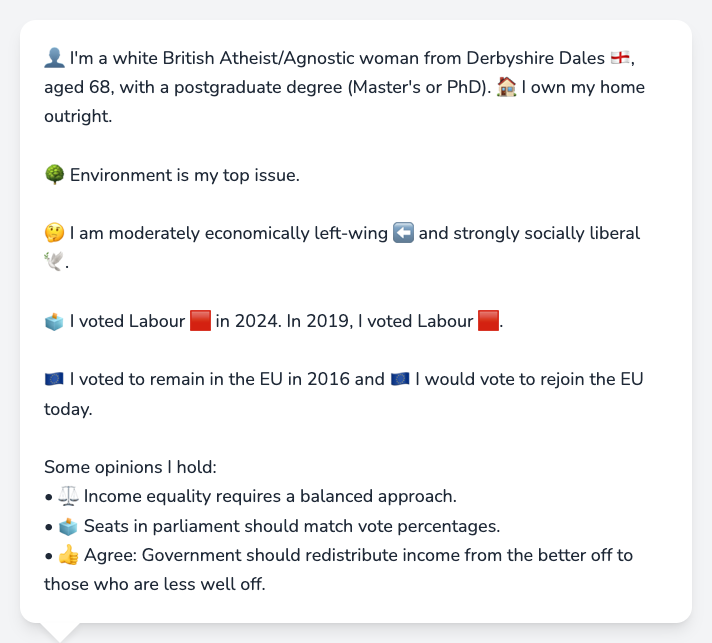 👤 I'm a white British Atheist/Agnostic woman from Derbyshire Dales 🏴󠁧󠁢󠁥󠁮󠁧󠁿,
aged 68, with a postgraduate degree (Master's or PhD). 🏠 I own my home
outright.
🌳 Environment is my top issue.
🤔 I am moderately economically left-wing ⬅️ and strongly socially liberal
🕊️.
🗳️ I voted Labour 🟥 in 2024. In 2019, I voted Labour 🟥.
🇪🇺 I voted to remain in the EU in 2016 and 🇪🇺 I would vote to rejoin the EU
today.
Some opinions I hold:
• ⚖️ Income equality requires a balanced approach.
• 🗳️ Seats in parliament should match vote percentages.
• 👍 Agree: Government should redistribute income from the better off to
those who are less well off.